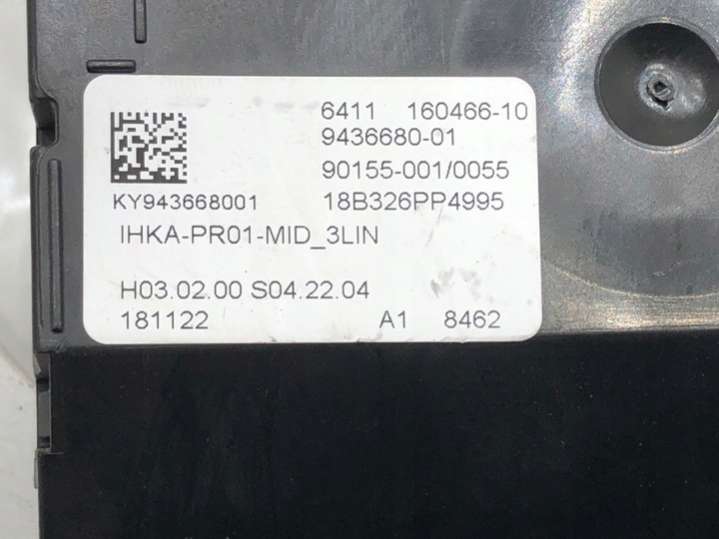 6411 160466-10
9436680-01
90155-001/0055
KY943668001 18B326PP4995
IHKA-PR01-MID_3LIN
H03.02.00 S04.22.04
181122 A1 8462